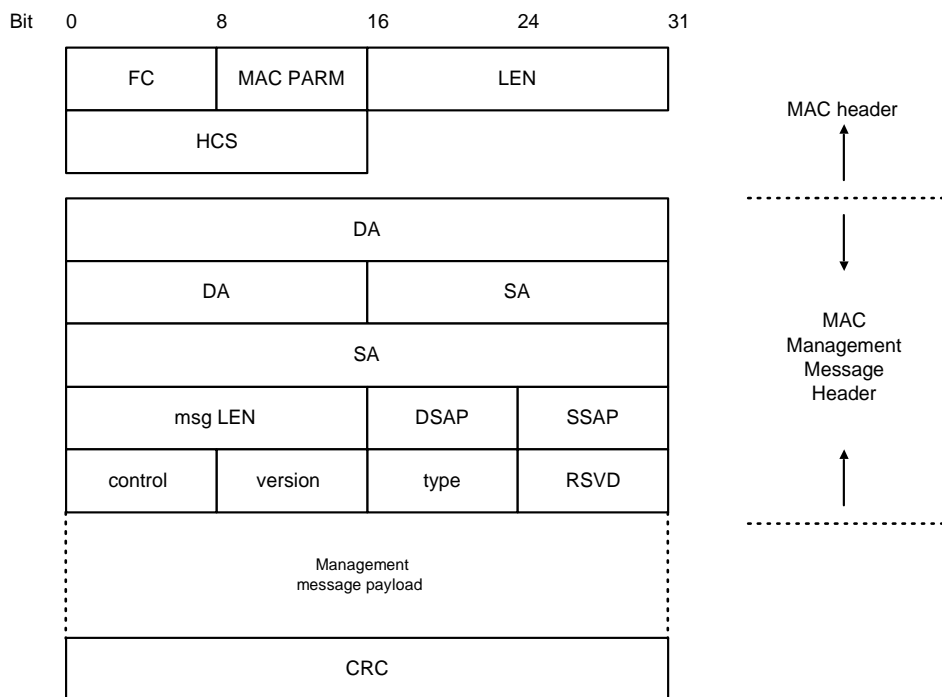 Bit 0 8 16 24 31
FC MAC PARM LEN
MAC header
HCS
DA
DA SA
SA
MAC
Management
Message
Header
msg LEN DSAP SSAP
control version type RSVD
Management
message payload
CRC